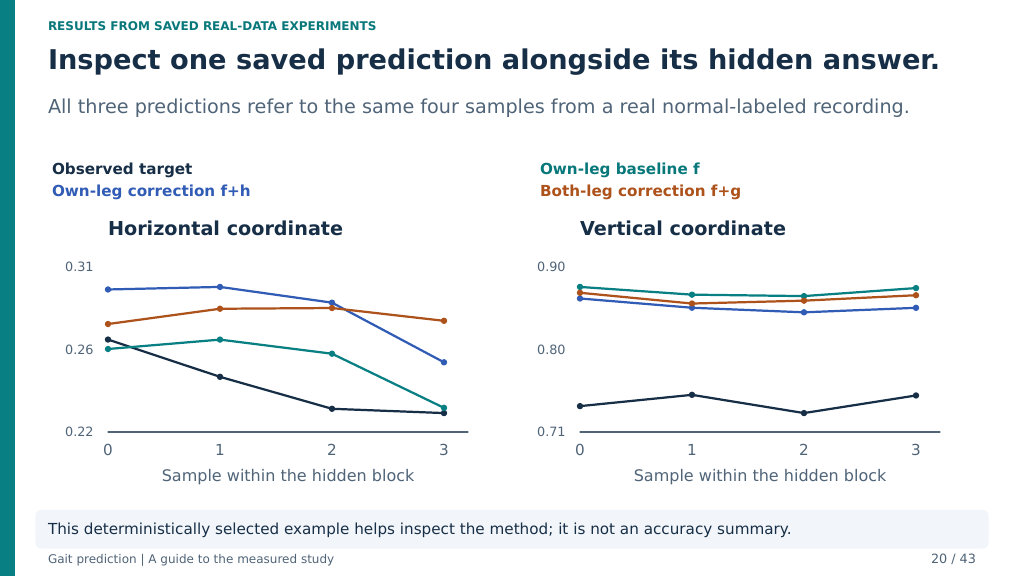 RESULTS FROM SAVED REAL-DATA EXPERIMENTS
Inspect one saved prediction alongside its hidden answer.
All three predictions refer to the same four samples from a real normal-labeled recording.
Observed target
Own-leg correction f+h
Own-leg baseline f
Both-leg correction f+g
Horizontal coordinate
0.31
0.26
0.22
0 1 2 3
Sample within the hidden block
Vertical coordinate
0.90
0.80
0.71
0 1 2 3
Sample within the hidden block
This deterministically selected example helps inspect the method; it is not an accuracy summary.
Gait prediction | A guide to the measured study
20 / 43